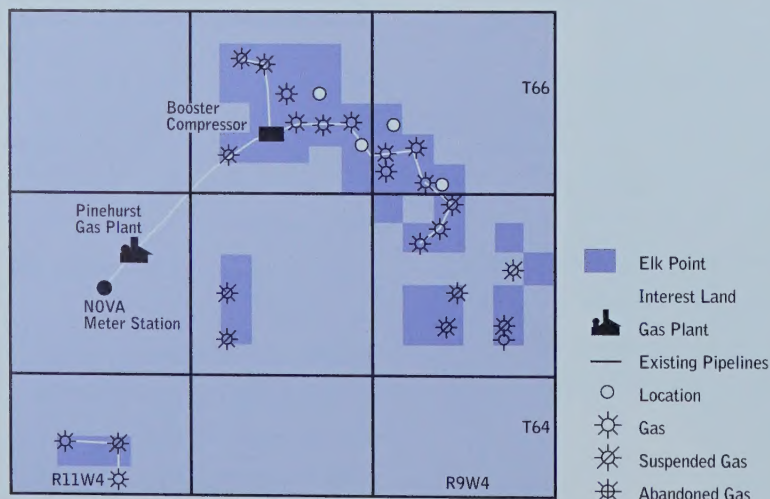 T66
Booster
Compressor
Pinehurst
Gas Plant
NOVA
Meter Station
T64
R11W4
R9W4
Elk Point
Interest Land
Gas Plant
Existing Pipelines
Location
Gas
Suspended Gas
Abandoned Gas